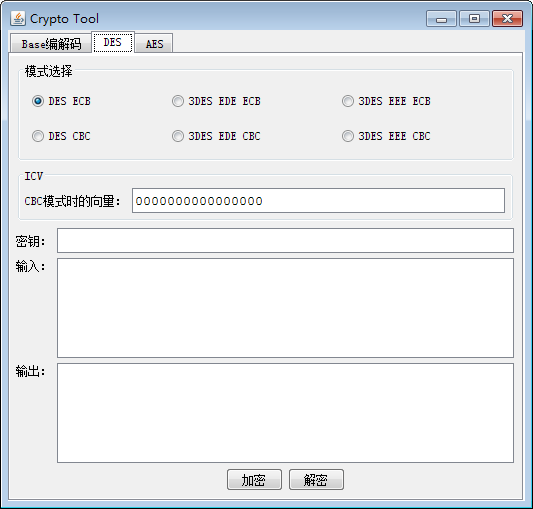 Crypto Tool
Base编解码 DES AES
模式选择
DES ECB 3DES EDE ECB 3DES EEE ECB
DES CBC 3DES EDE CBC 3DES EEE CBC
ICV
CBC模式时的向量: 0000000000000000
密钥:
输入:
输出:
加密 解密